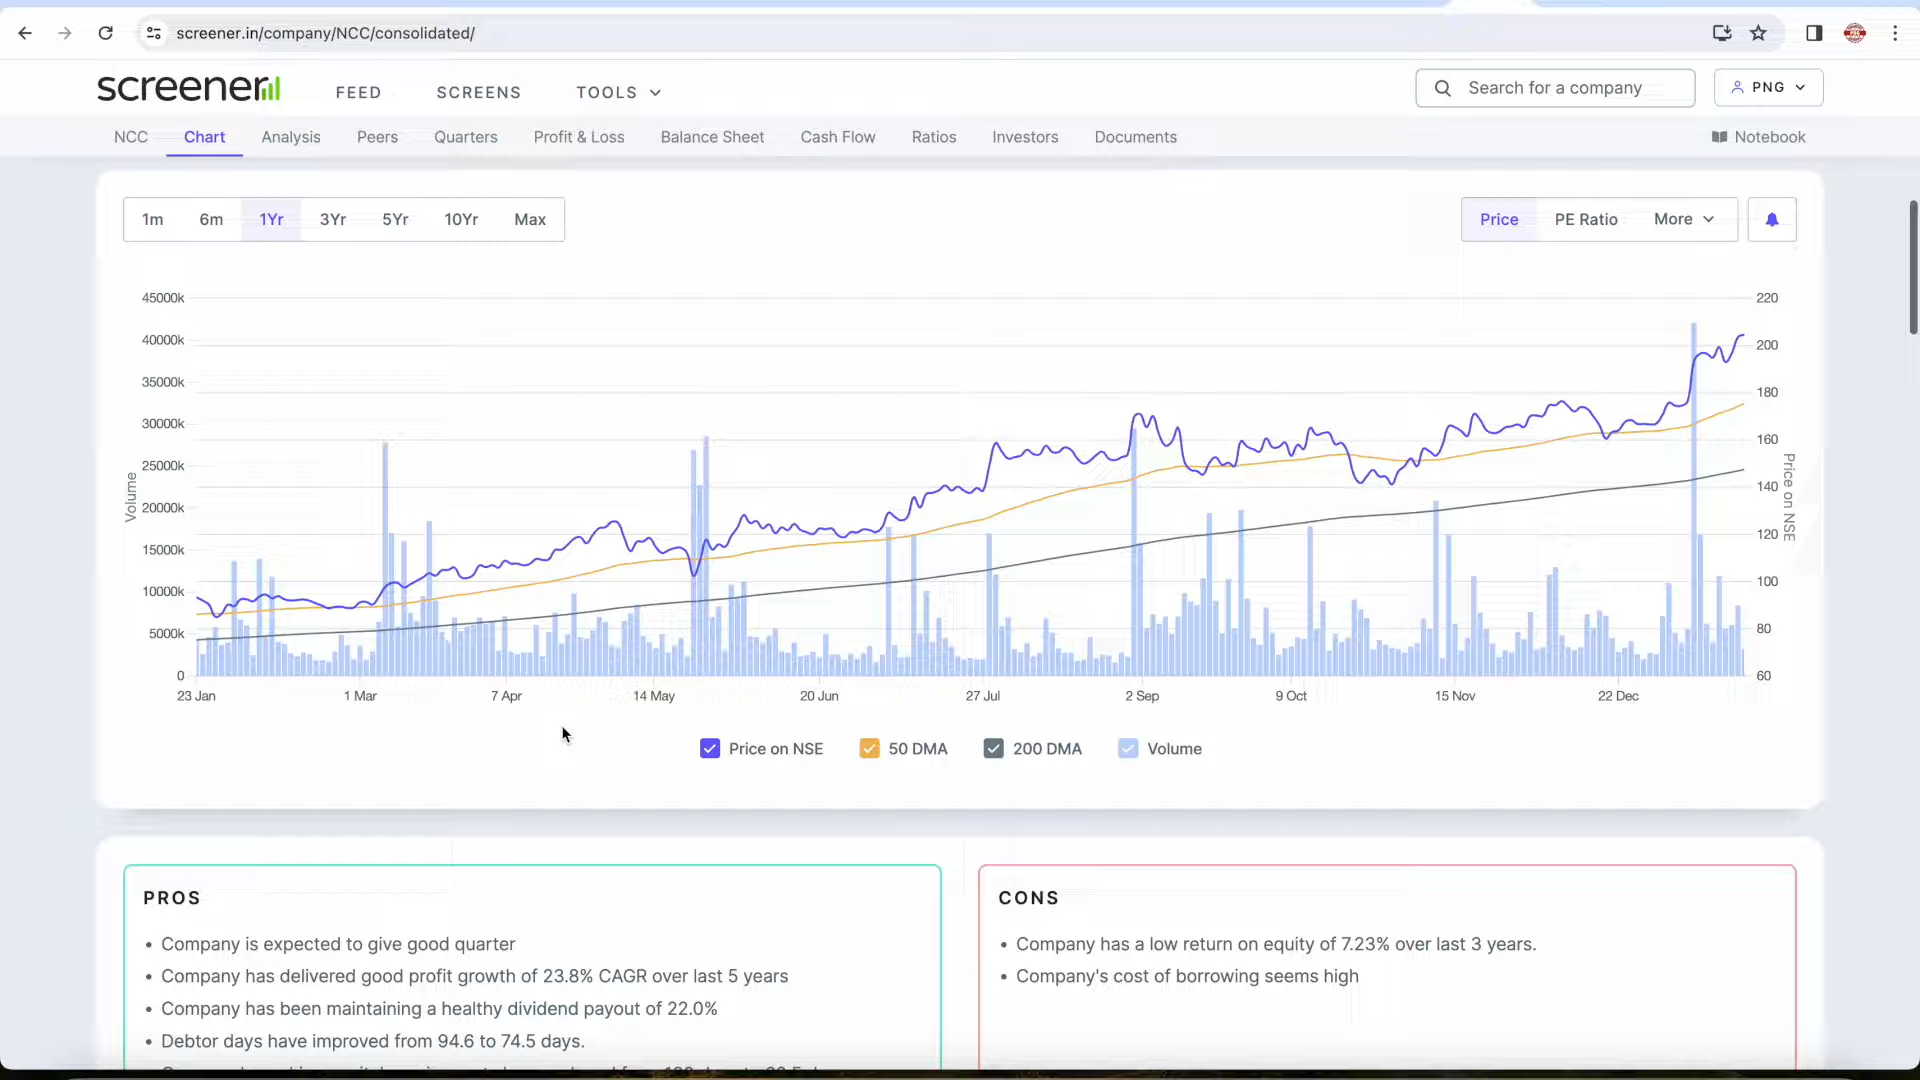 screener.in/company/NCC/consolidated/
screener
FEED
SCREENS
TOOLS
Search for a company
PNG
NCC
Chart
Analysis
Peers
Quarters
Profit & Loss
Balance Sheet
Cash Flow
Ratios
Investors
Documents
Notebook
1m
6m
1Yr
3Yr
5Yr
10Yr
Max
Price
PE Ratio
More
45000k
40000k
35000k
30000k
25000k
20000k
15000k
10000k
5000k
0
Volume
220
200
180
160
140
120
100
80
60
Price on NSE
23 Jan
1 Mar
7 Apr
14 May
20 Jun
27 Jul
2 Sep
9 Oct
15 Nov
22 Dec
Price on NSE
50 DMA
200 DMA
Volume
PROS
Company is expected to give good quarter
Company has delivered good profit growth of 23.8% CAGR over last 5 years
Company has been maintaining a healthy dividend payout of 22.0%
Debtor days have improved from 94.6 to 74.5 days.
CONS
Company has a low return on equity of 7.23% over last 3 years.
Company's cost of borrowing seems high